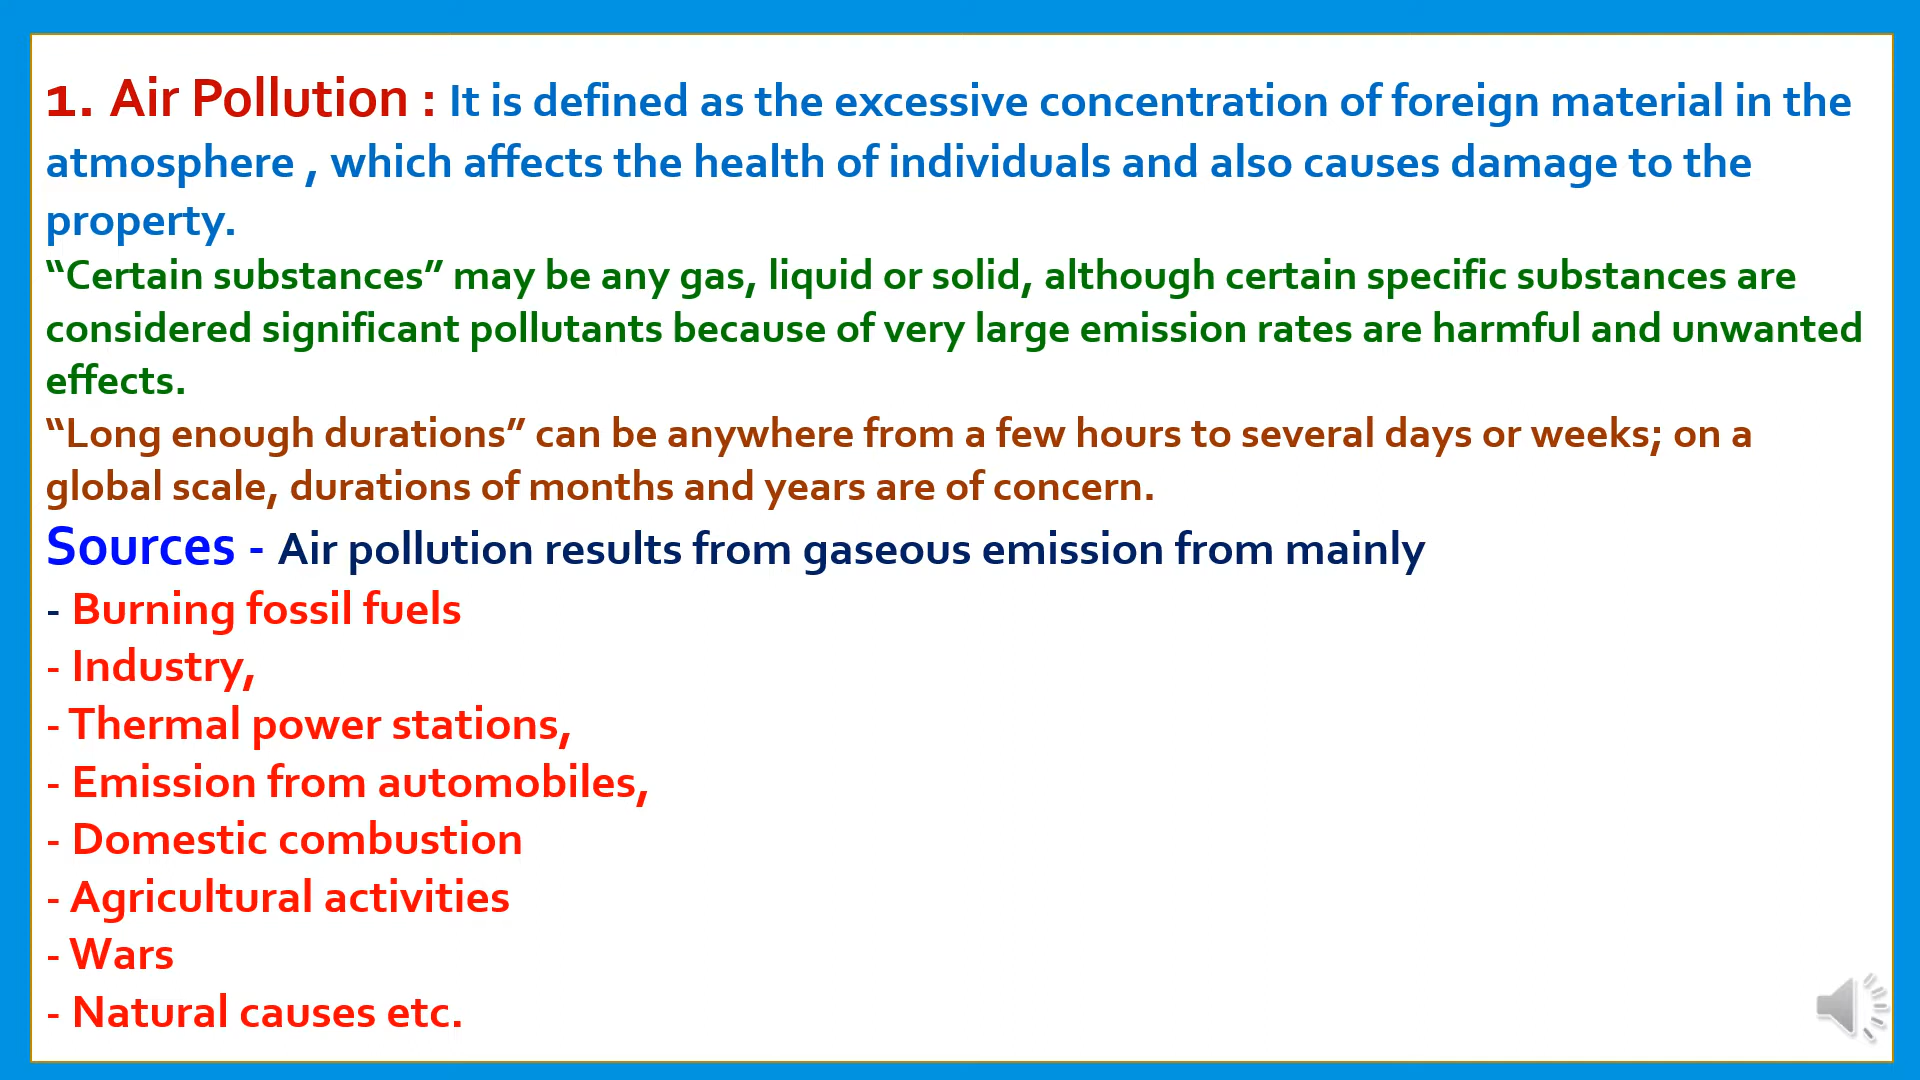 1. Air Pollution : It is defined as the excessive concentration of foreign material in the
atmosphere , which affects the health of individuals and also causes damage to the
property.
“Certain substances” may be any gas, liquid or solid, although certain specific substances are
considered significant pollutants because of very large emission rates are harmful and unwanted
effects.
“Long enough durations” can be anywhere from a few hours to several days or weeks; on a
global scale, durations of months and years are of concern.
Sources - Air pollution results from gaseous emission from mainly
- Burning fossil fuels
- Industry,
- Thermal power stations,
- Emission from automobiles,
- Domestic combustion
- Agricultural activities
- Wars
- Natural causes etc.